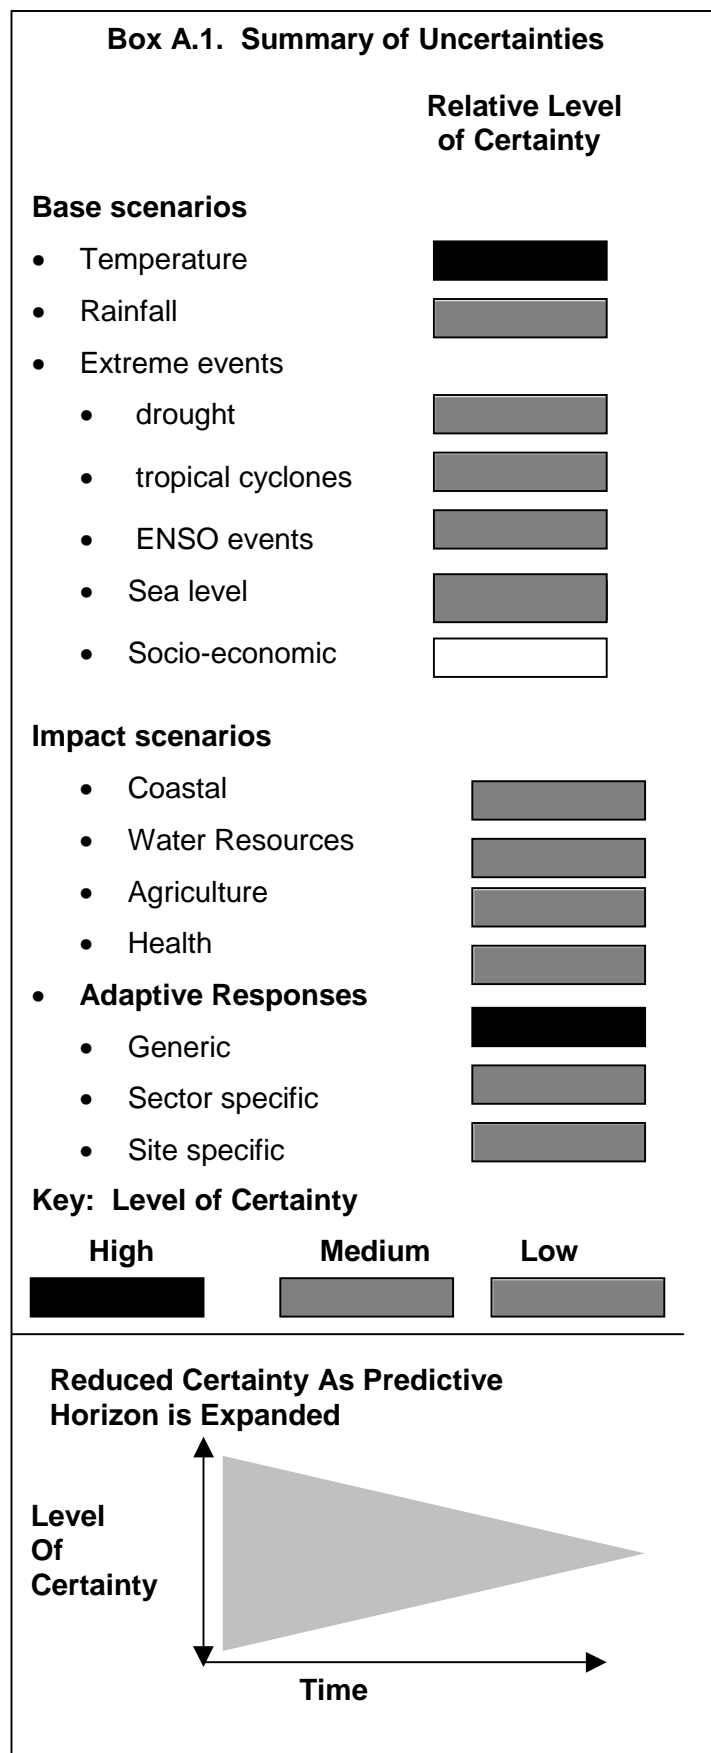 Box A.1.  Summary of Uncertainties
Relative Level
of Certainty
Base scenarios
• Temperature
• Rainfall
• Extreme events
• drought
• tropical cyclones
• ENSO events
• Sea level
• Socio-economic
Impact scenarios
• Coastal
• Water Resources
• Agriculture
• Health
• Adaptive Responses
• Generic
• Sector specific
• Site specific
Key:  Level of Certainty
High Medium Low
Reduced Certainty As Predictive
Horizon is Expanded
Level
Of
Certainty
Time